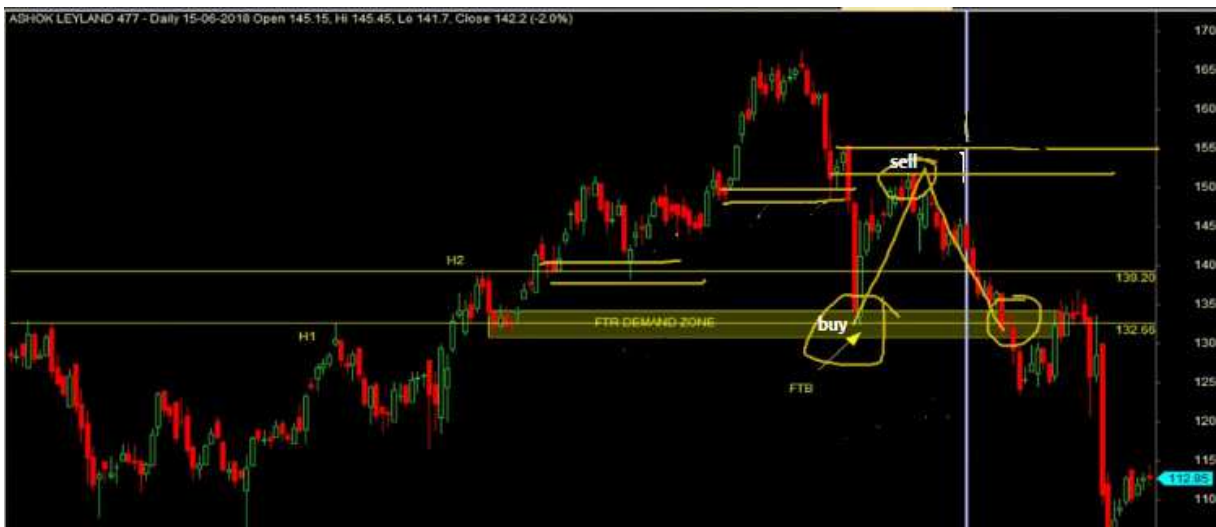 ASHOK LEYLAND 477 - Daily 15-06-2018 Open 145.15, Hi 145.45, Lo 141.7, Close 142.2 (-2.0%)
170
165
160
155
sell
150
145
H2
140
139.20
135
FTR DEMAND ZONE
buy
132.66
H1
130
FTB
125
120
115
112.85
110